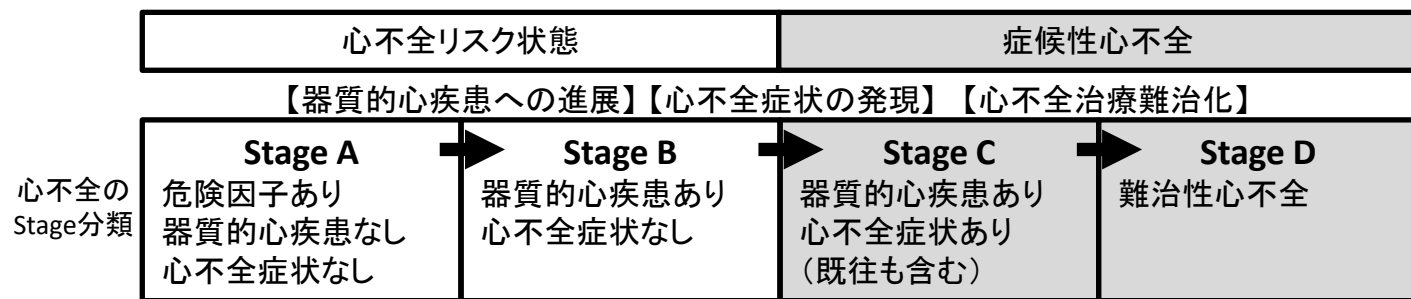 心不全リスク状態
症候性心不全
【器質的心疾患への進展】【心不全症状の発現】【心不全治療難治化】
心不全の
Stage分類
Stage A
危険因子あり
器質的心疾患なし
心不全症状なし
Stage B
器質的心疾患あり
心不全症状なし
Stage C
器質的心疾患あり
心不全症状あり
（既往も含む）
Stage D
難治性心不全